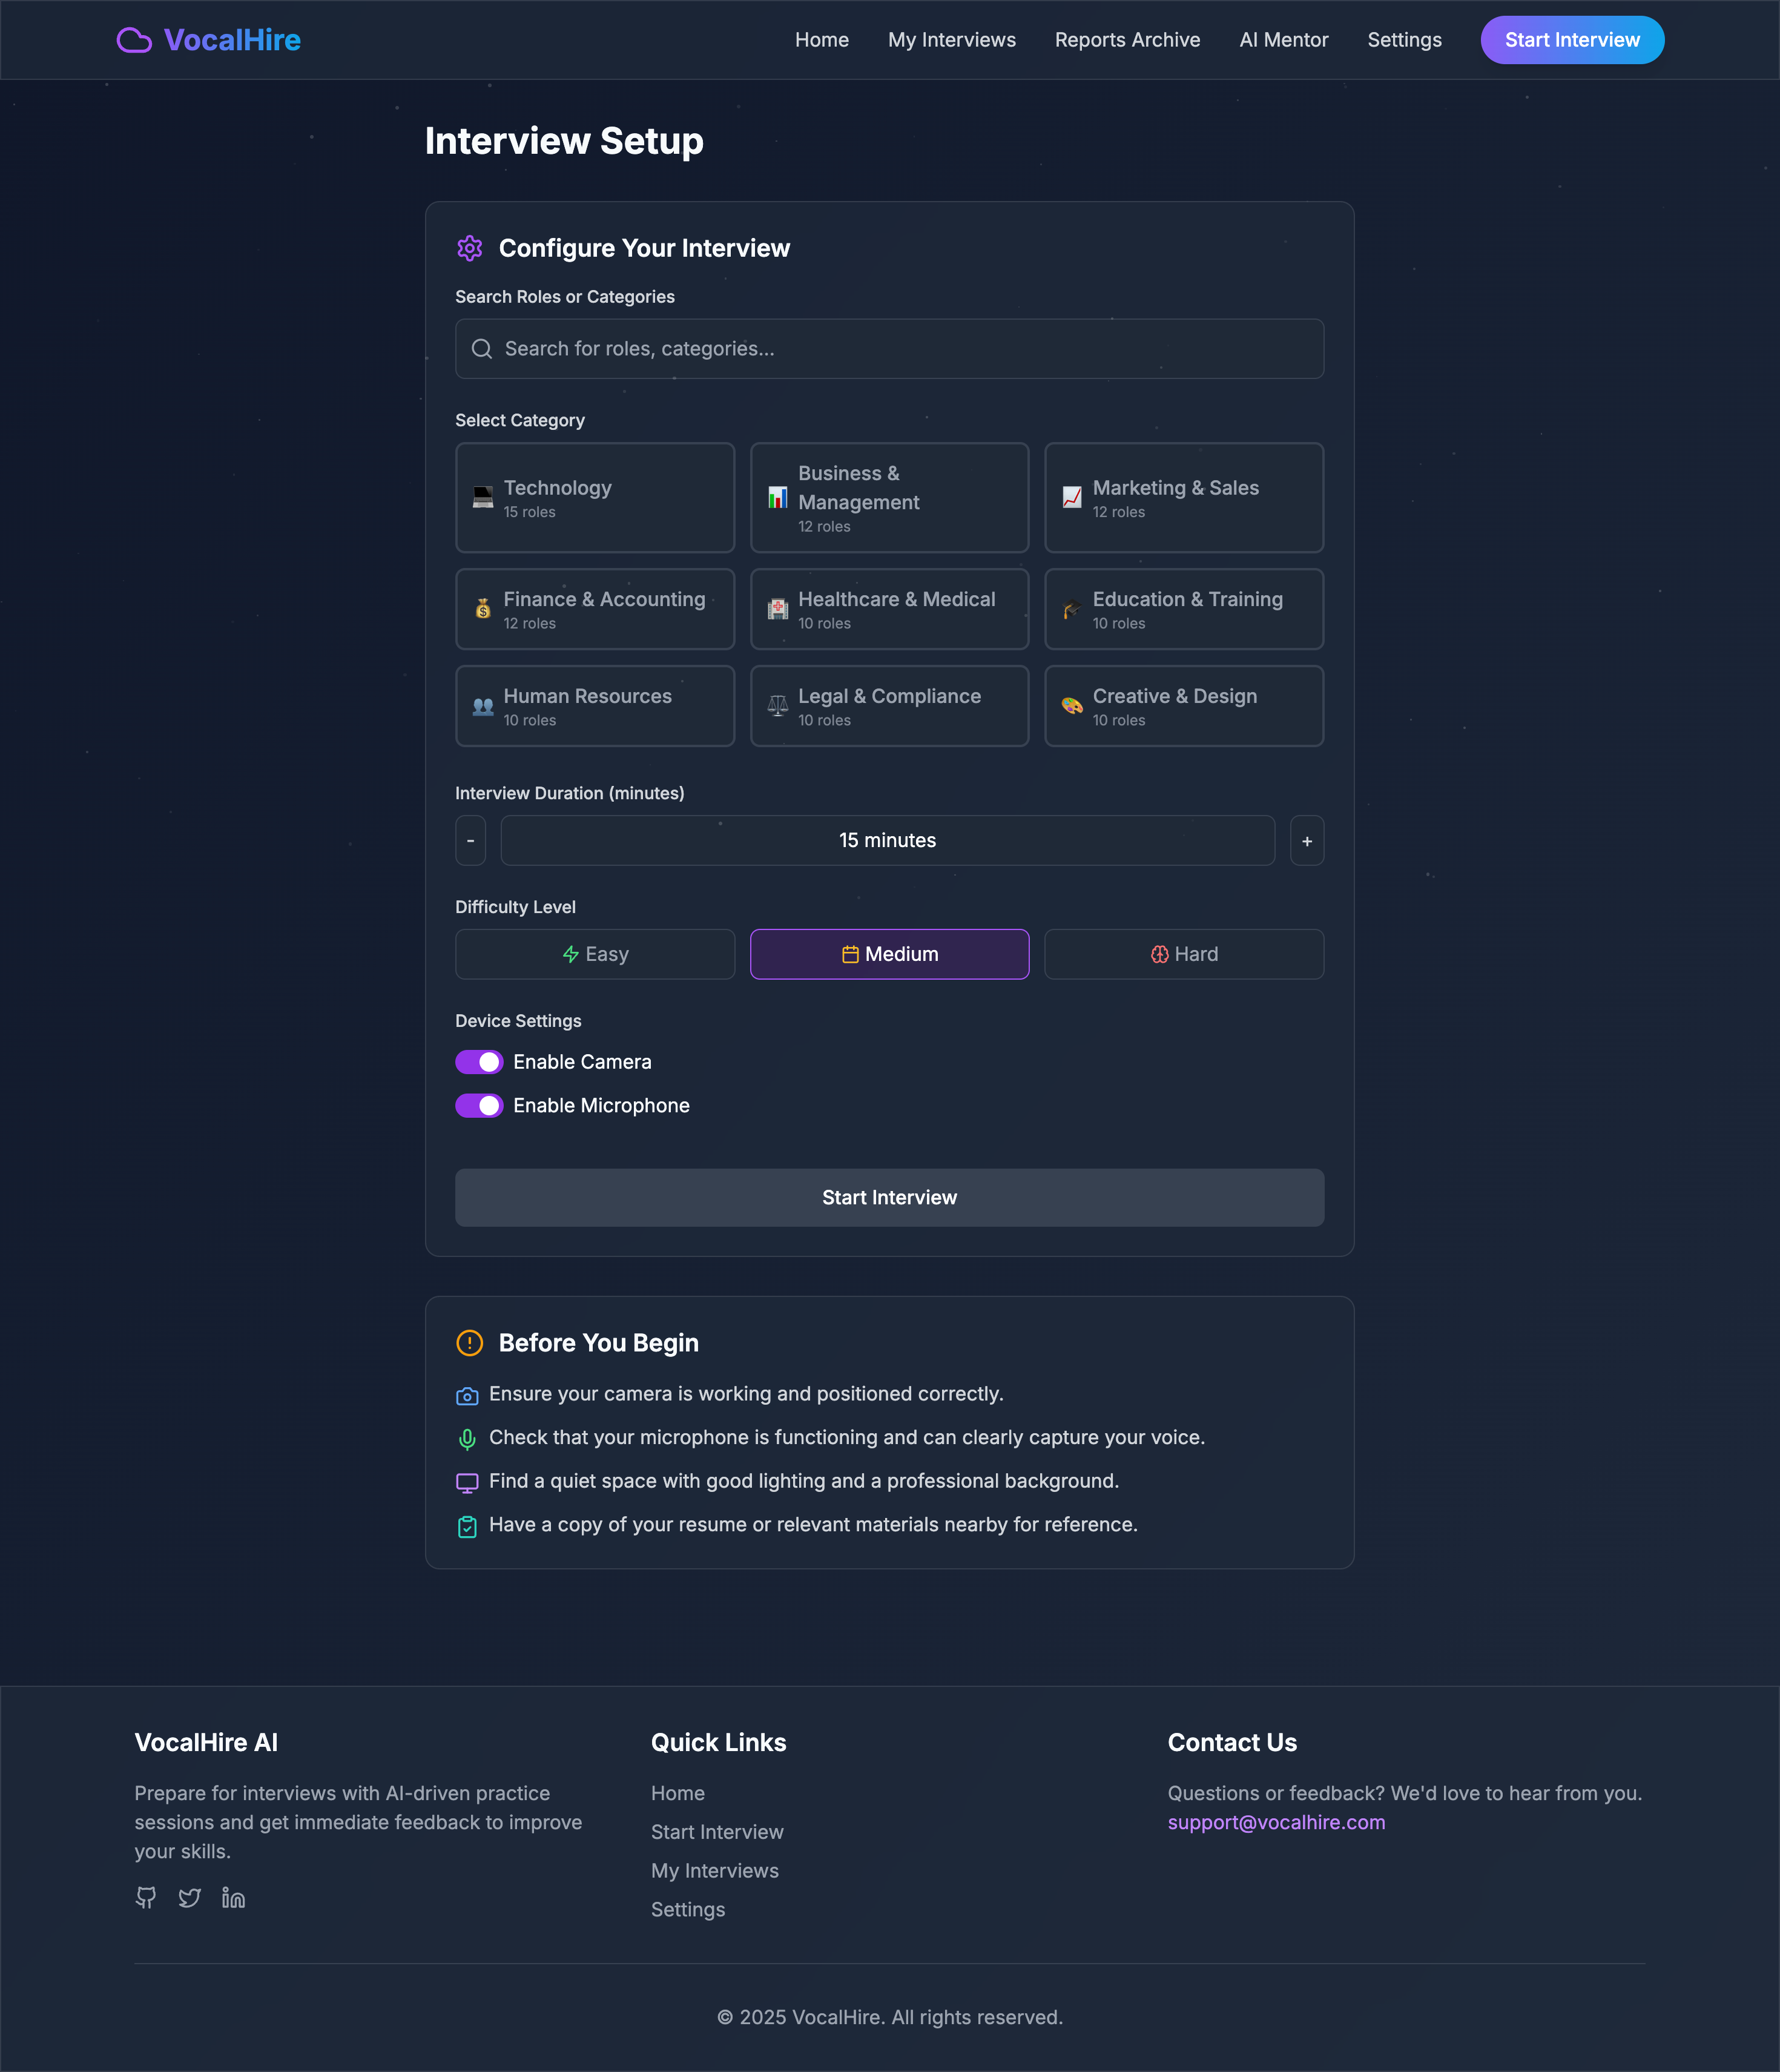 VocalHire
Home
My Interviews
Reports Archive
AI Mentor
Settings
Start Interview
Interview Setup
Configure Your Interview
Search Roles or Categories
Search for roles, categories...
Select Category
Technology
15 roles
Business &
Management
12 roles
Marketing & Sales
12 roles
Finance & Accounting
12 roles
Healthcare & Medical
10 roles
Education & Training
10 roles
Human Resources
10 roles
Legal & Compliance
10 roles
Creative & Design
10 roles
Interview Duration (minutes)
-
15 minutes
+
Difficulty Level
Easy
Medium
Hard
Device Settings
Enable Camera
Enable Microphone
Start Interview
Before You Begin
Ensure your camera is working and positioned correctly.
Check that your microphone is functioning and can clearly capture your voice.
Find a quiet space with good lighting and a professional background.
Have a copy of your resume or relevant materials nearby for reference.
VocalHire AI
Prepare for interviews with AI-driven practice
sessions and get immediate feedback to improve
your skills.
Quick Links
Home
Start Interview
My Interviews
Settings
Contact Us
Questions or feedback? We'd love to hear from you.
support@vocalhire.com
© 2025 VocalHire. All rights reserved.